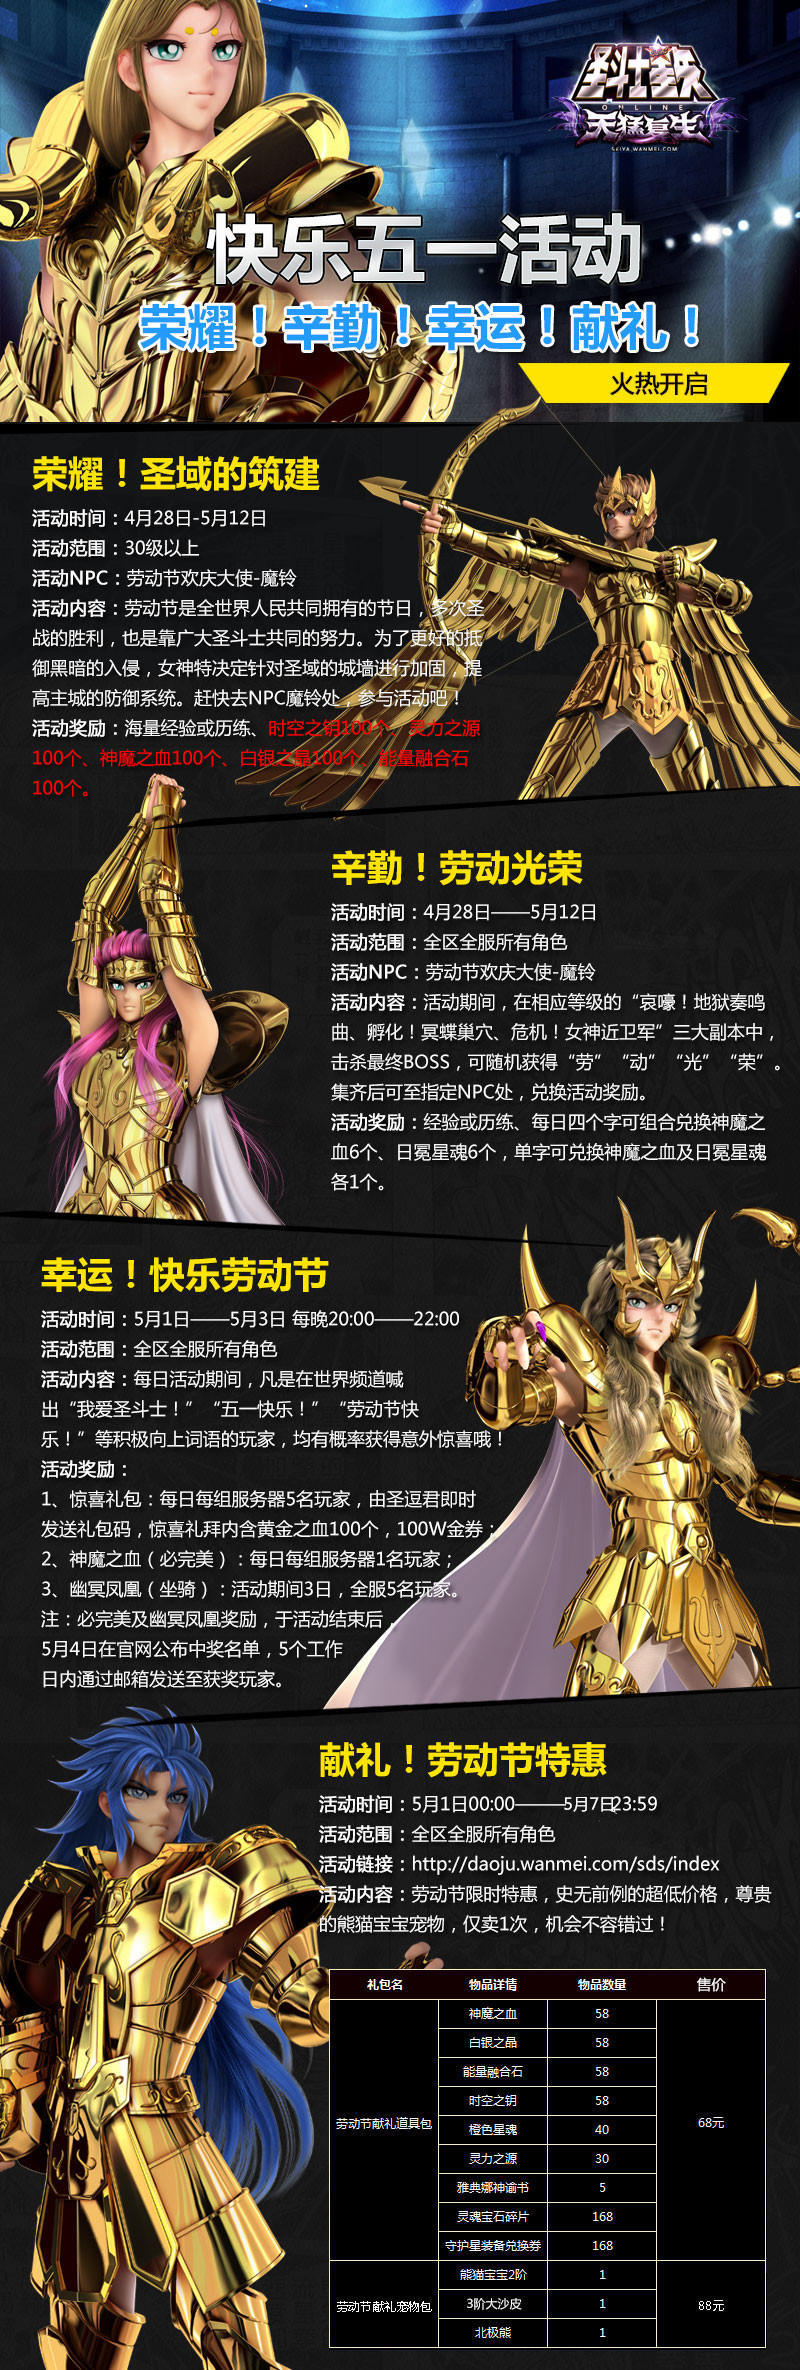 圣斗士星矢
ONLINE
天猛复生
SEIYA.WANMEI.COM
快乐五一活动
荣耀！辛勤！幸运！献礼！
火热开启
荣耀！圣域的筑建
活动时间：4月28日-5月12日
活动范围：30级以上
活动NPC：劳动节欢庆大使-魔铃
活动内容：劳动节是全世界人民共同拥有的节日，多次圣
战的胜利，也是靠广大圣斗士共同的努力。为了更好的抵
御黑暗的入侵，女神特决定针对圣域的城墙进行加固，提
高主城的防御系统。赶快去NPC魔铃处，参与活动吧！
活动奖励：海量经验或历练、时空之钥100个、灵力之源
100个、神魔之血100个、白银之晶100个、能量融合石
100个。
辛勤！劳动光荣
活动时间：4月28日——5月12日
活动范围：全区全服所有角色
活动NPC：劳动节欢庆大使-魔铃
活动内容：活动期间，在相应等级的“哀嚎！地狱奏鸣
曲、孵化！冥蝶巢穴、危机！女神近卫军”三大副本中，
击杀最终BOSS，可随机获得“劳”“动”“光”“荣”。
集齐后可至指定NPC处，兑换活动奖励。
活动奖励：经验或历练、每日四个字可组合兑换神魔之
血6个、日冕星魂6个，单字可兑换神魔之血及日冕星魂
各1个。
幸运！快乐劳动节
活动时间：5月1日——5月3日 每晚20:00——22:00
活动范围：全区全服所有角色
活动内容：每日活动期间，凡是在世界频道喊
出“我爱圣斗士！”“五一快乐！”“劳动节快
乐！”等积极向上词语的玩家，均有概率获得意外惊喜哦！
活动奖励：
1、惊喜礼包：每日每组服务器5名玩家，由圣逗君即时
发送礼包码，惊喜礼拜内含黄金之血100个，100W金券；
2、神魔之血（必完美）：每日每组服务器1名玩家；
3、幽冥凤凰（坐骑）：活动期间3日，全服5名玩家。
注：必完美及幽冥凤凰奖励，于活动结束后，
5月4日在官网公布中奖名单，5个工作
日内通过邮箱发送至获奖玩家。
献礼！劳动节特惠
活动时间：5月1日00:00———5月7日23:59
活动范围：全区全服所有角色
活动链接：http://daoju.wanmei.com/sds/index
活动内容：劳动节限时特惠，史无前例的超低价格，尊贵
的熊猫宝宝宠物，仅卖1次，机会不容错过！
礼包名 物品详情 物品数量 售价
劳动节献礼道具包 神魔之血 58 68元
白银之晶 58
能量融合石 58
时空之钥 58
橙色星魂 40
灵力之源 30
雅典娜神谕书 5
灵魂宝石碎片 168
守护星装备兑换券 168
劳动节献礼宠物包 熊猫宝宝2阶 1 88元
3阶大沙皮 1
北极熊 1